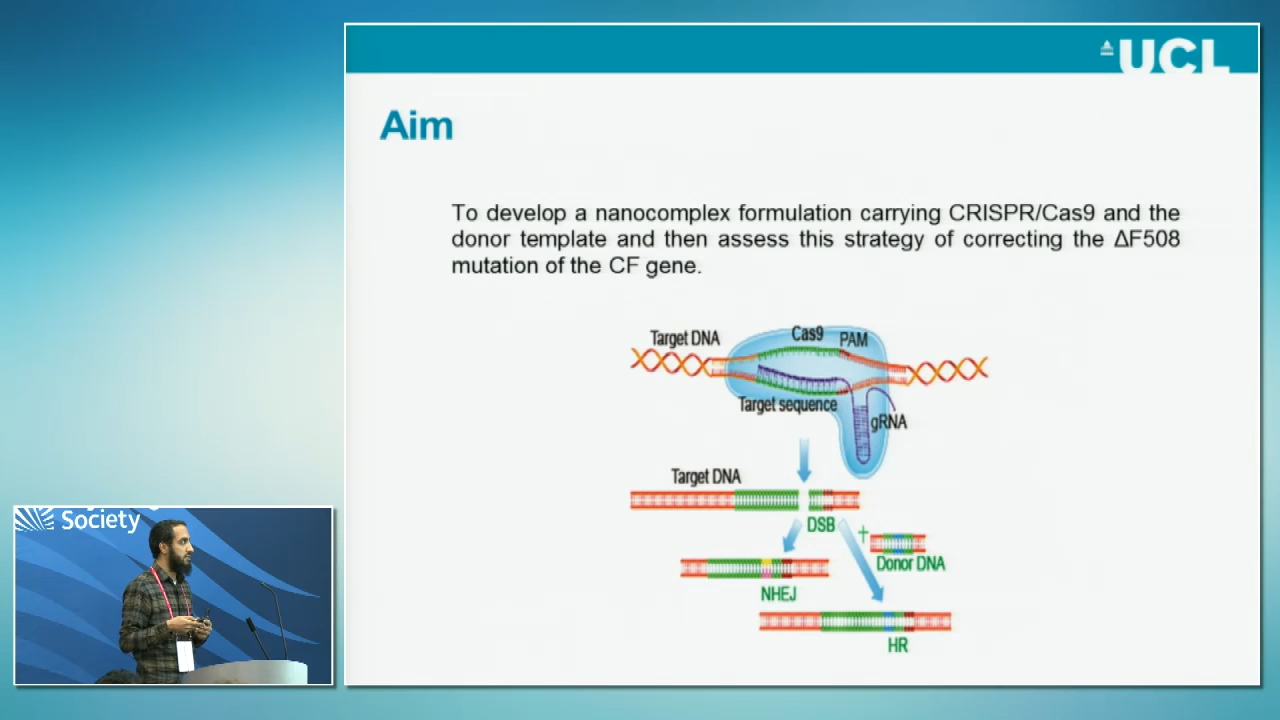 UCL
Aim
To develop a nanocomplex formulation carrying CRISPR/Cas9 and the
donor template and then assess this strategy of correcting the ΔF508
mutation of the CF gene.
Target DNA
Cas9
PAM
Target sequence
gRNA
Target DNA
DSB
+
Donor DNA
NHEJ
HR
Society